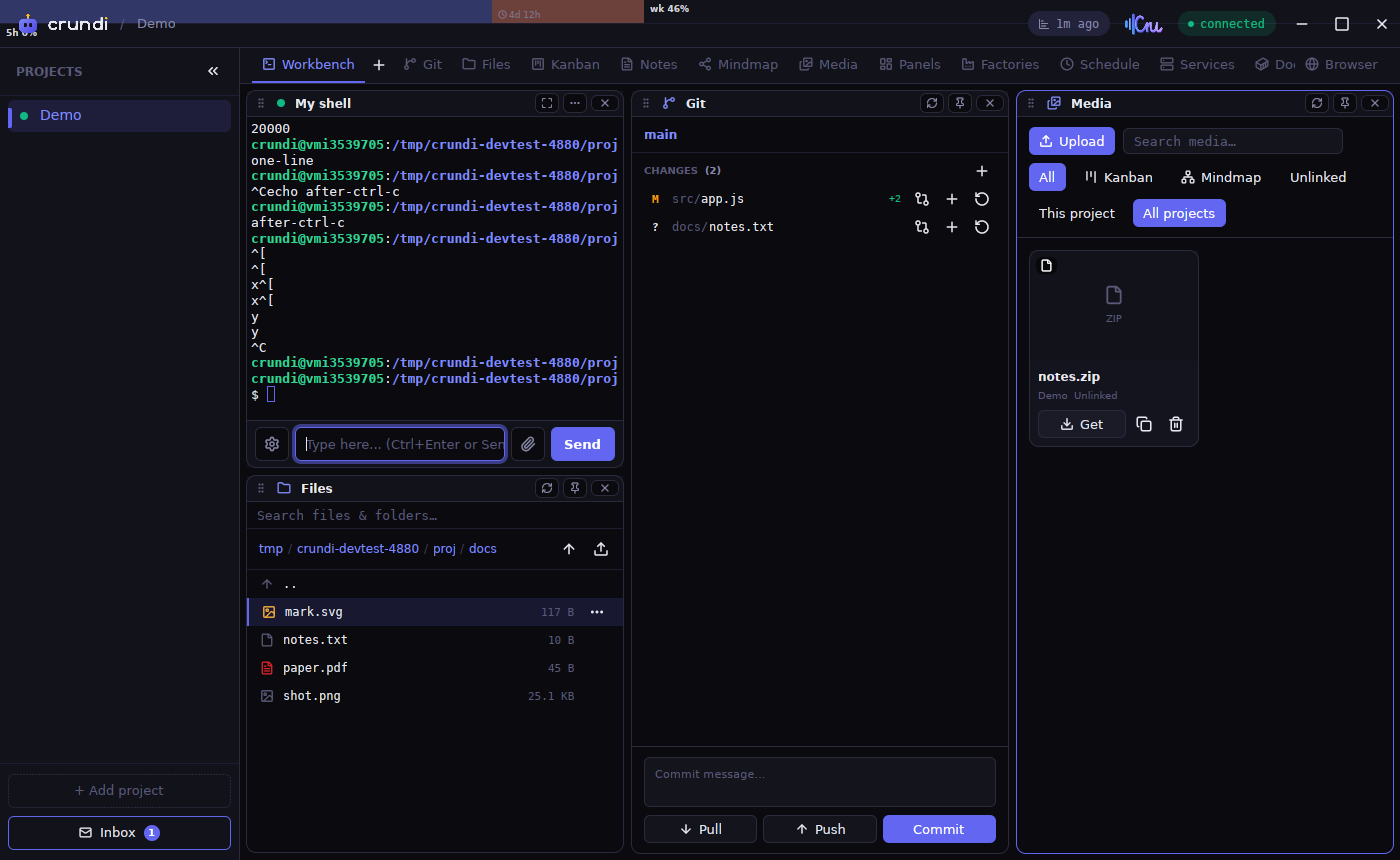 4d 12h
wk 46%
crundi / Demo
1m ago
Cru
connected
PROJECTS
Demo
+ Add project
Inbox 1
Workbench
Git
Files
Kanban
Notes
Mindmap
Media
Panels
Factories
Schedule
Services
Browser
My shell
20000
crundi@vmi3539705:/tmp/crundi-devtest-4880/proj
one-line
crundi@vmi3539705:/tmp/crundi-devtest-4880/proj
^Cecho after-ctrl-c
crundi@vmi3539705:/tmp/crundi-devtest-4880/proj
after-ctrl-c
crundi@vmi3539705:/tmp/crundi-devtest-4880/proj
^[
^[
x^[
x^[
y
y
^C
crundi@vmi3539705:/tmp/crundi-devtest-4880/proj
crundi@vmi3539705:/tmp/crundi-devtest-4880/proj
$
Type here... (Ctrl+Enter or Sen
Send
Files
Search files & folders…
tmp / crundi-devtest-4880 / proj / docs
..
mark.svg 117 B
notes.txt 10 B
paper.pdf 45 B
shot.png 25.1 KB
Git
main
CHANGES (2)
M src/app.js +2
? docs/notes.txt
Commit message…
Pull
Push
Commit
Media
Upload
Search media…
All
Kanban
Mindmap
Unlinked
This project
All projects
ZIP
notes.zip
Demo Unlinked
Get